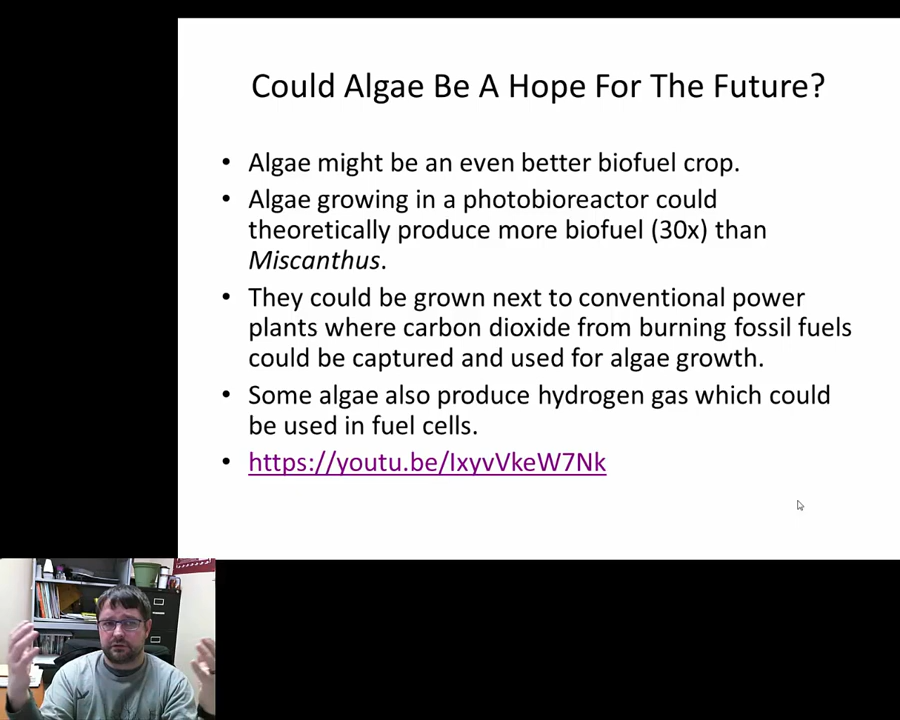 Could Algae Be A Hope For The Future?
• Algae might be an even better biofuel crop.
• Algae growing in a photobioreactor could
theoretically produce more biofuel (30x) than
Miscanthus.
• They could be grown next to conventional power
plants where carbon dioxide from burning fossil fuels
could be captured and used for algae growth.
• Some algae also produce hydrogen gas which could
be used in fuel cells.
• https://youtu.be/IxyvVkeW7Nk